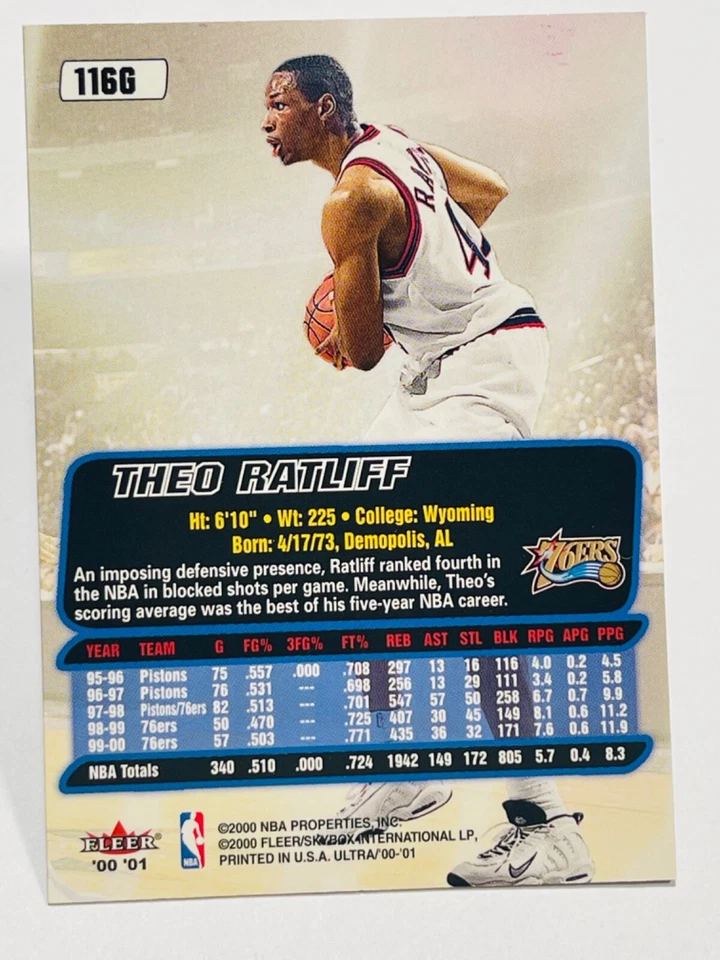 116G
RA
4
THEO RATLIFF
Ht: 6'10" • Wt: 225 • College: Wyoming
Born: 4/17/73, Demopolis, AL
76ERS
An imposing defensive presence, Ratliff ranked fourth in
the NBA in blocked shots per game. Meanwhile, Theo's
scoring average was the best of his five-year NBA career.
YEAR TEAM G FG% 3FG% FT% REB AST STL BLK RPG APG PPG
95-96 Pistons 75 .557 .000 .708 297 13 16 116 4.0 0.2 4.5
96-97 Pistons 76 .531 --- .698 256 13 29 111 3.4 0.2 5.8
97-98 Pistons/76ers 82 .513 --- .701 547 57 50 258 6.7 0.7 9.9
98-99 76ers 50 .470 --- .725 407 30 45 149 8.1 0.6 11.2
99-00 76ers 57 .503 --- .771 435 36 32 171 7.6 0.6 11.9
NBA Totals 340 .510 .000 .724 1942 149 172 805 5.7 0.4 8.3
FLEER
'00 '01
NBA
©2000 NBA PROPERTIES, INC.
©2000 FLEER/SKYBOX INTERNATIONAL LP,
PRINTED IN U.S.A. ULTRA/'00-'01